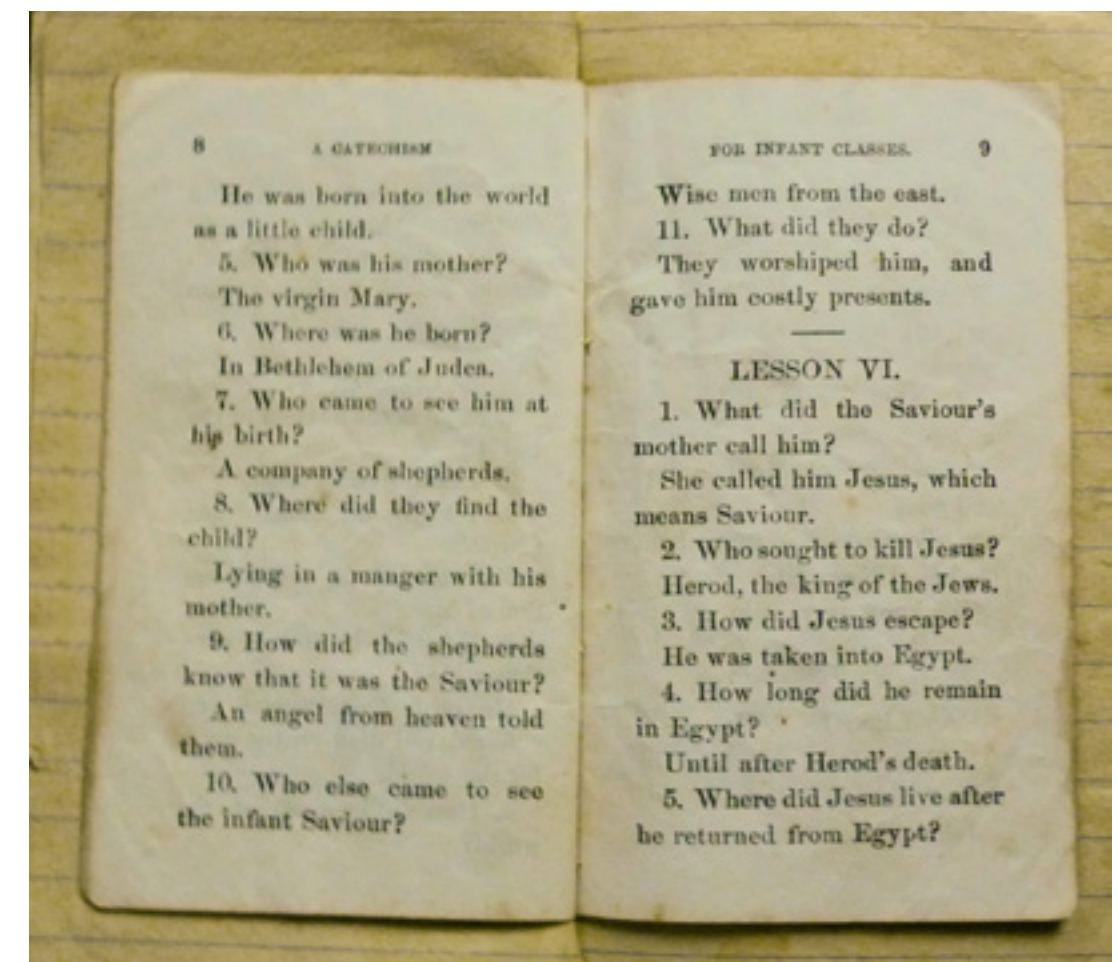 8 A CATECHISM
He was born into the world
as a little child.
5. Who was his mother?
The virgin Mary.
6. Where was he born?
In Bethlehem of Judea.
7. Who came to see him at
his birth?
A company of shepherds.
8. Where did they find the
child?
Lying in a manger with his
mother.
9. How did the shepherds
know that it was the Saviour?
An angel from heaven told
them.
10. Who else came to see
the infant Saviour?
FOR INFANT CLASSES. 9
Wise men from the east.
11. What did they do?
They worshiped him, and
gave him costly presents.
LESSON VI.
1. What did the Saviour's
mother call him?
She called him Jesus, which
means Saviour.
2. Who sought to kill Jesus?
Herod, the king of the Jews.
3. How did Jesus escape?
He was taken into Egypt.
4. How long did he remain
in Egypt?
Until after Herod's death.
5. Where did Jesus live after
he returned from Egypt?